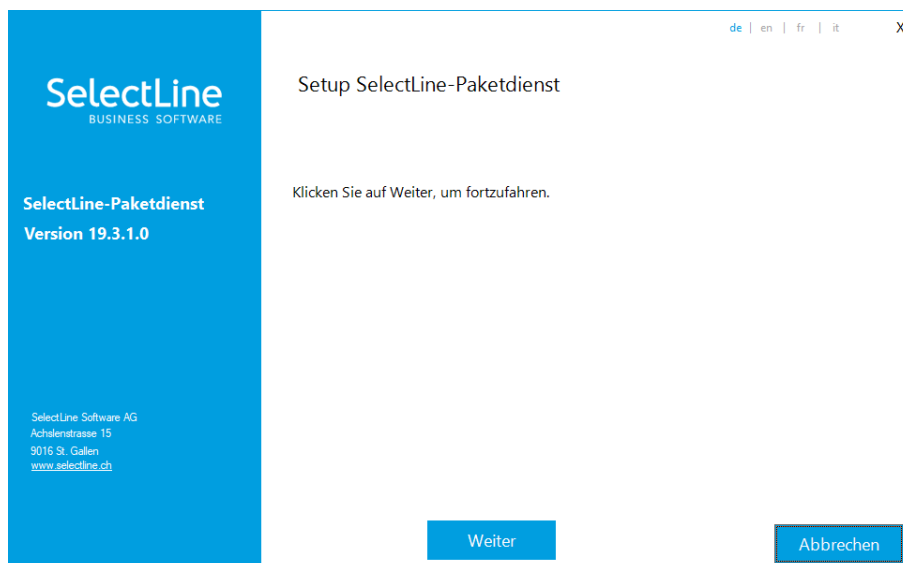 de | en | fr | it X
SelectLine
BUSINESS SOFTWARE
Setup SelectLine-Paketdienst
Klicken Sie auf Weiter, um fortzufahren.
SelectLine-Paketdienst
Version 19.3.1.0
SelectLine Software AG
Achslenstrasse 15
9016 St. Gallen
www.selectline.ch
Weiter
Abbrechen